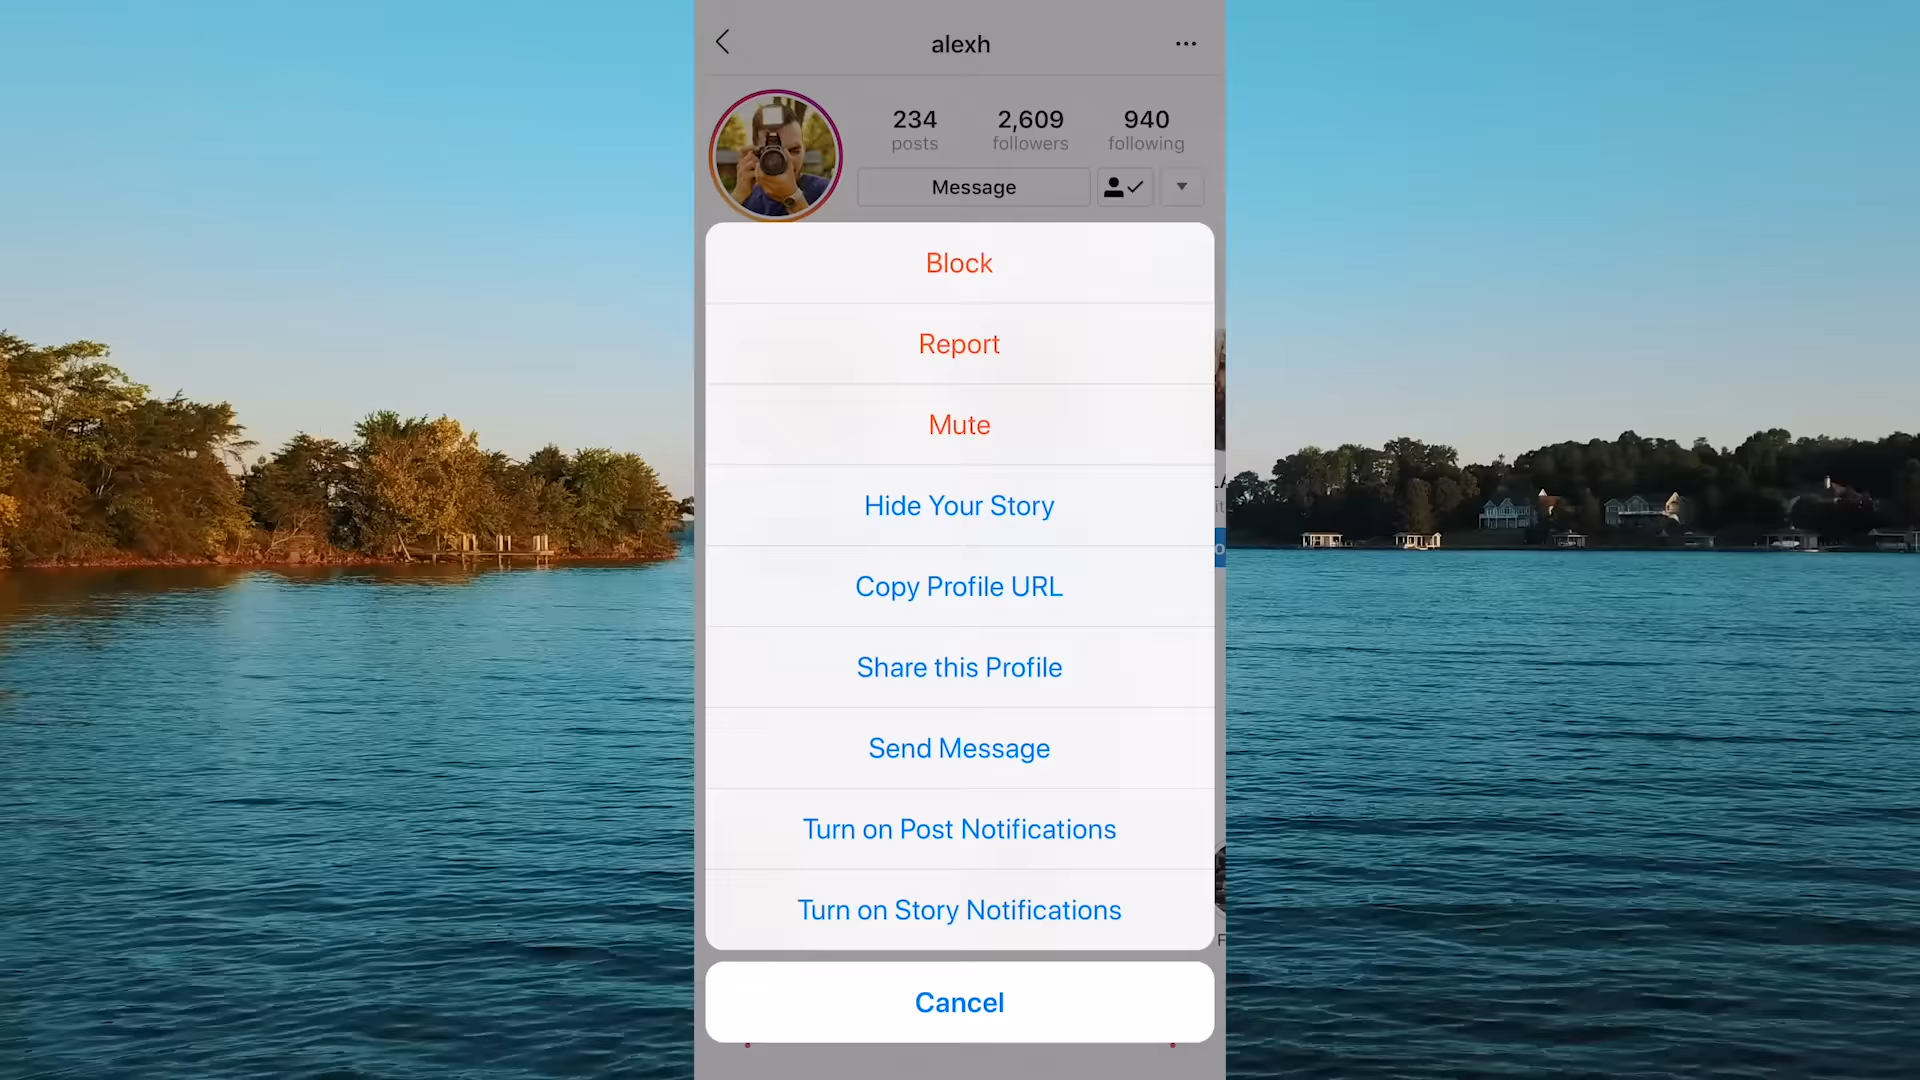 alexh
234
2,609
940
posts
followers
following
Message
Block
Report
Mute
Hide Your Story
Copy Profile URL
Share this Profile
Send Message
Turn on Post Notifications
Turn on Story Notifications
Cancel